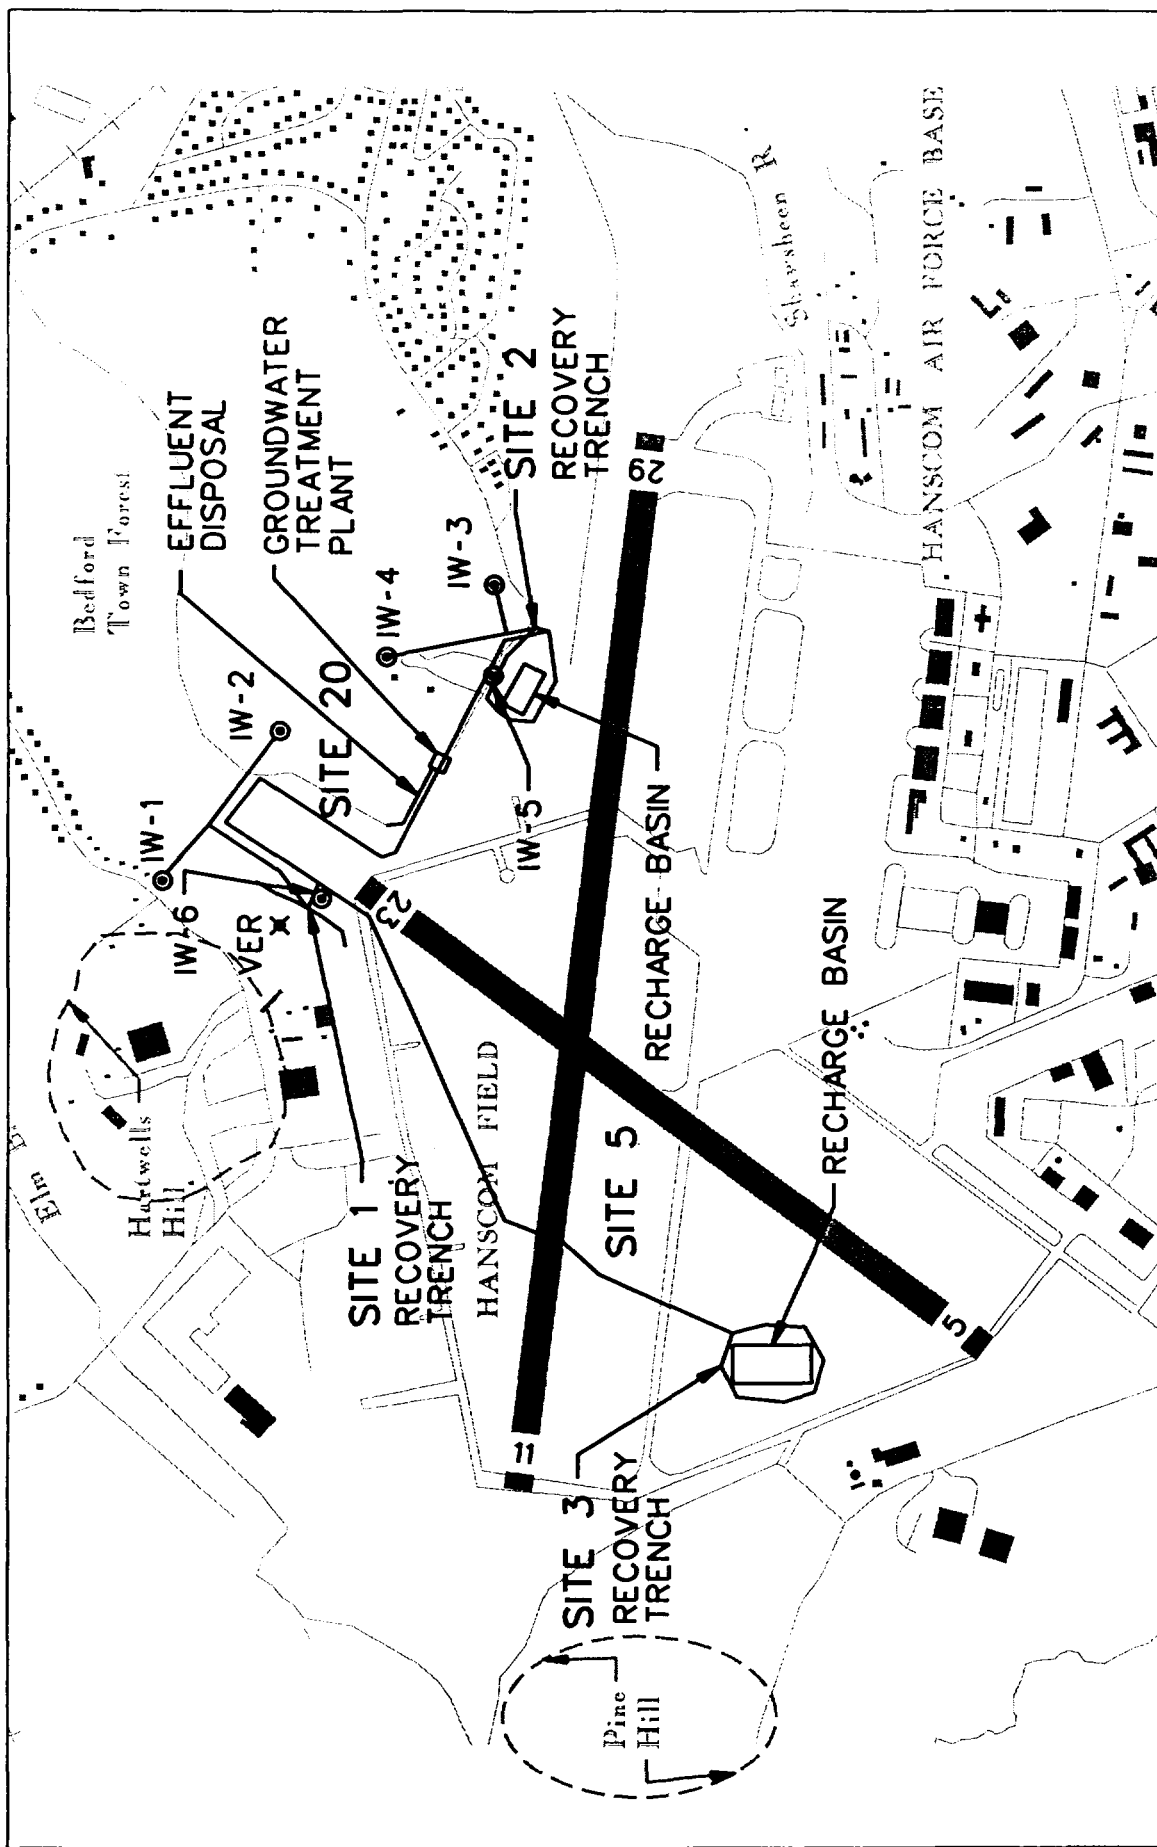 Elm B
Hartwells
Hill
Bedford
Town Forest
IW-1
IW-2
IW-6
VER
EFFLUENT
DISPOSAL
GROUNDWATER
TREATMENT
PLANT
SITE 20
IW-4
IW-3
SITE 1
RECOVERY
TRENCH
23
HANSCOM FIELD
IW-5
SITE 2
RECOVERY
TRENCH
11
29
SITE 5
RECHARGE BASIN
SITE 3
RECOVERY
TRENCH
Pine
Hill
5
RECHARGE BASIN
Shawsheen R
HANSCOM AIR FORCE BASE